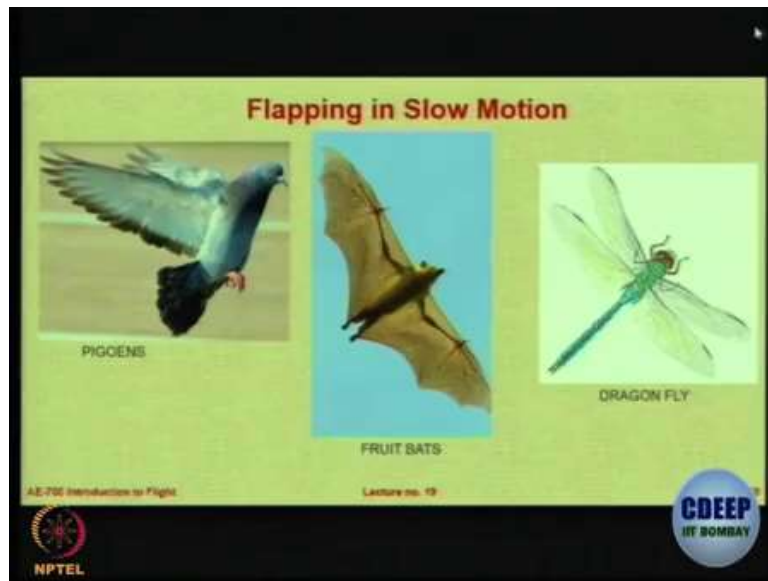 Flapping in Slow Motion
PIGOENS
FRUIT BATS
DRAGON FLY
AE-706 Introduction to Flight
Lecture no. 19
CDEEP
IIT BOMBAY
NPTEL